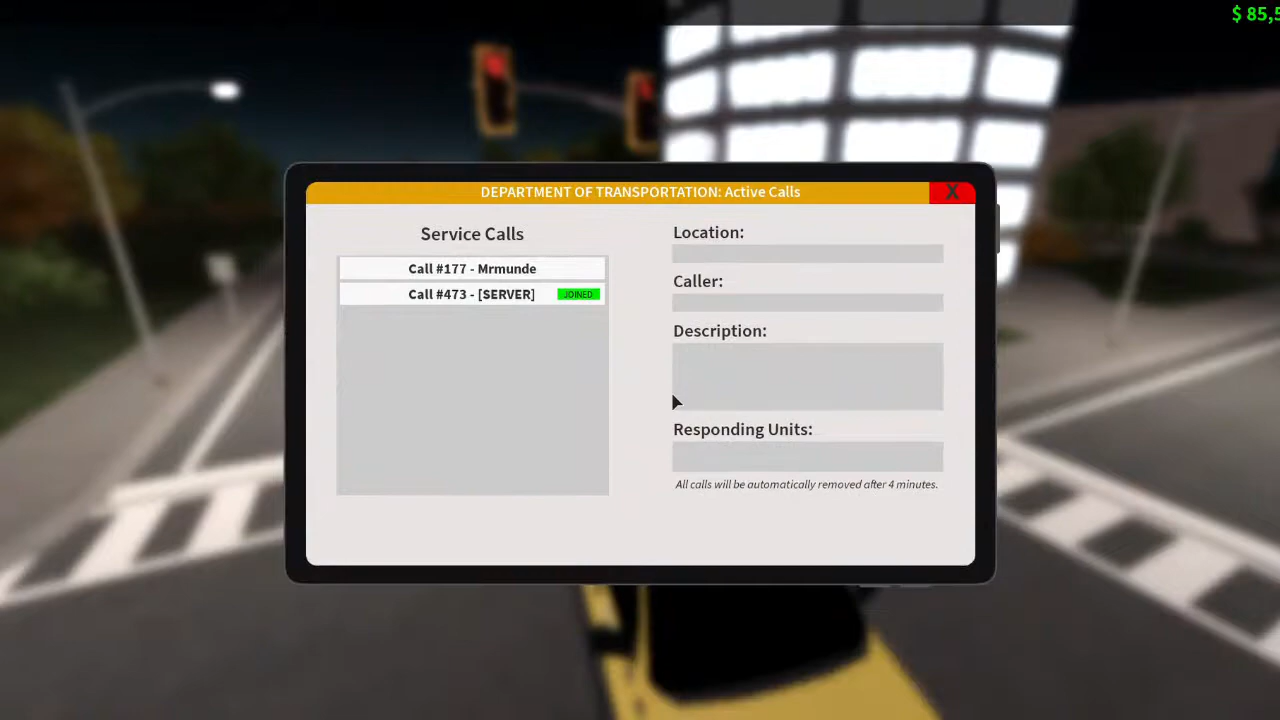 $ 85,5
DEPARTMENT OF TRANSPORTATION: Active Calls
X
Service Calls
Call #177 - Mrmunde
Call #473 - [SERVER]
JOINED
Location:
Caller:
Description:
Responding Units:
All calls will be automatically removed after 4 minutes.